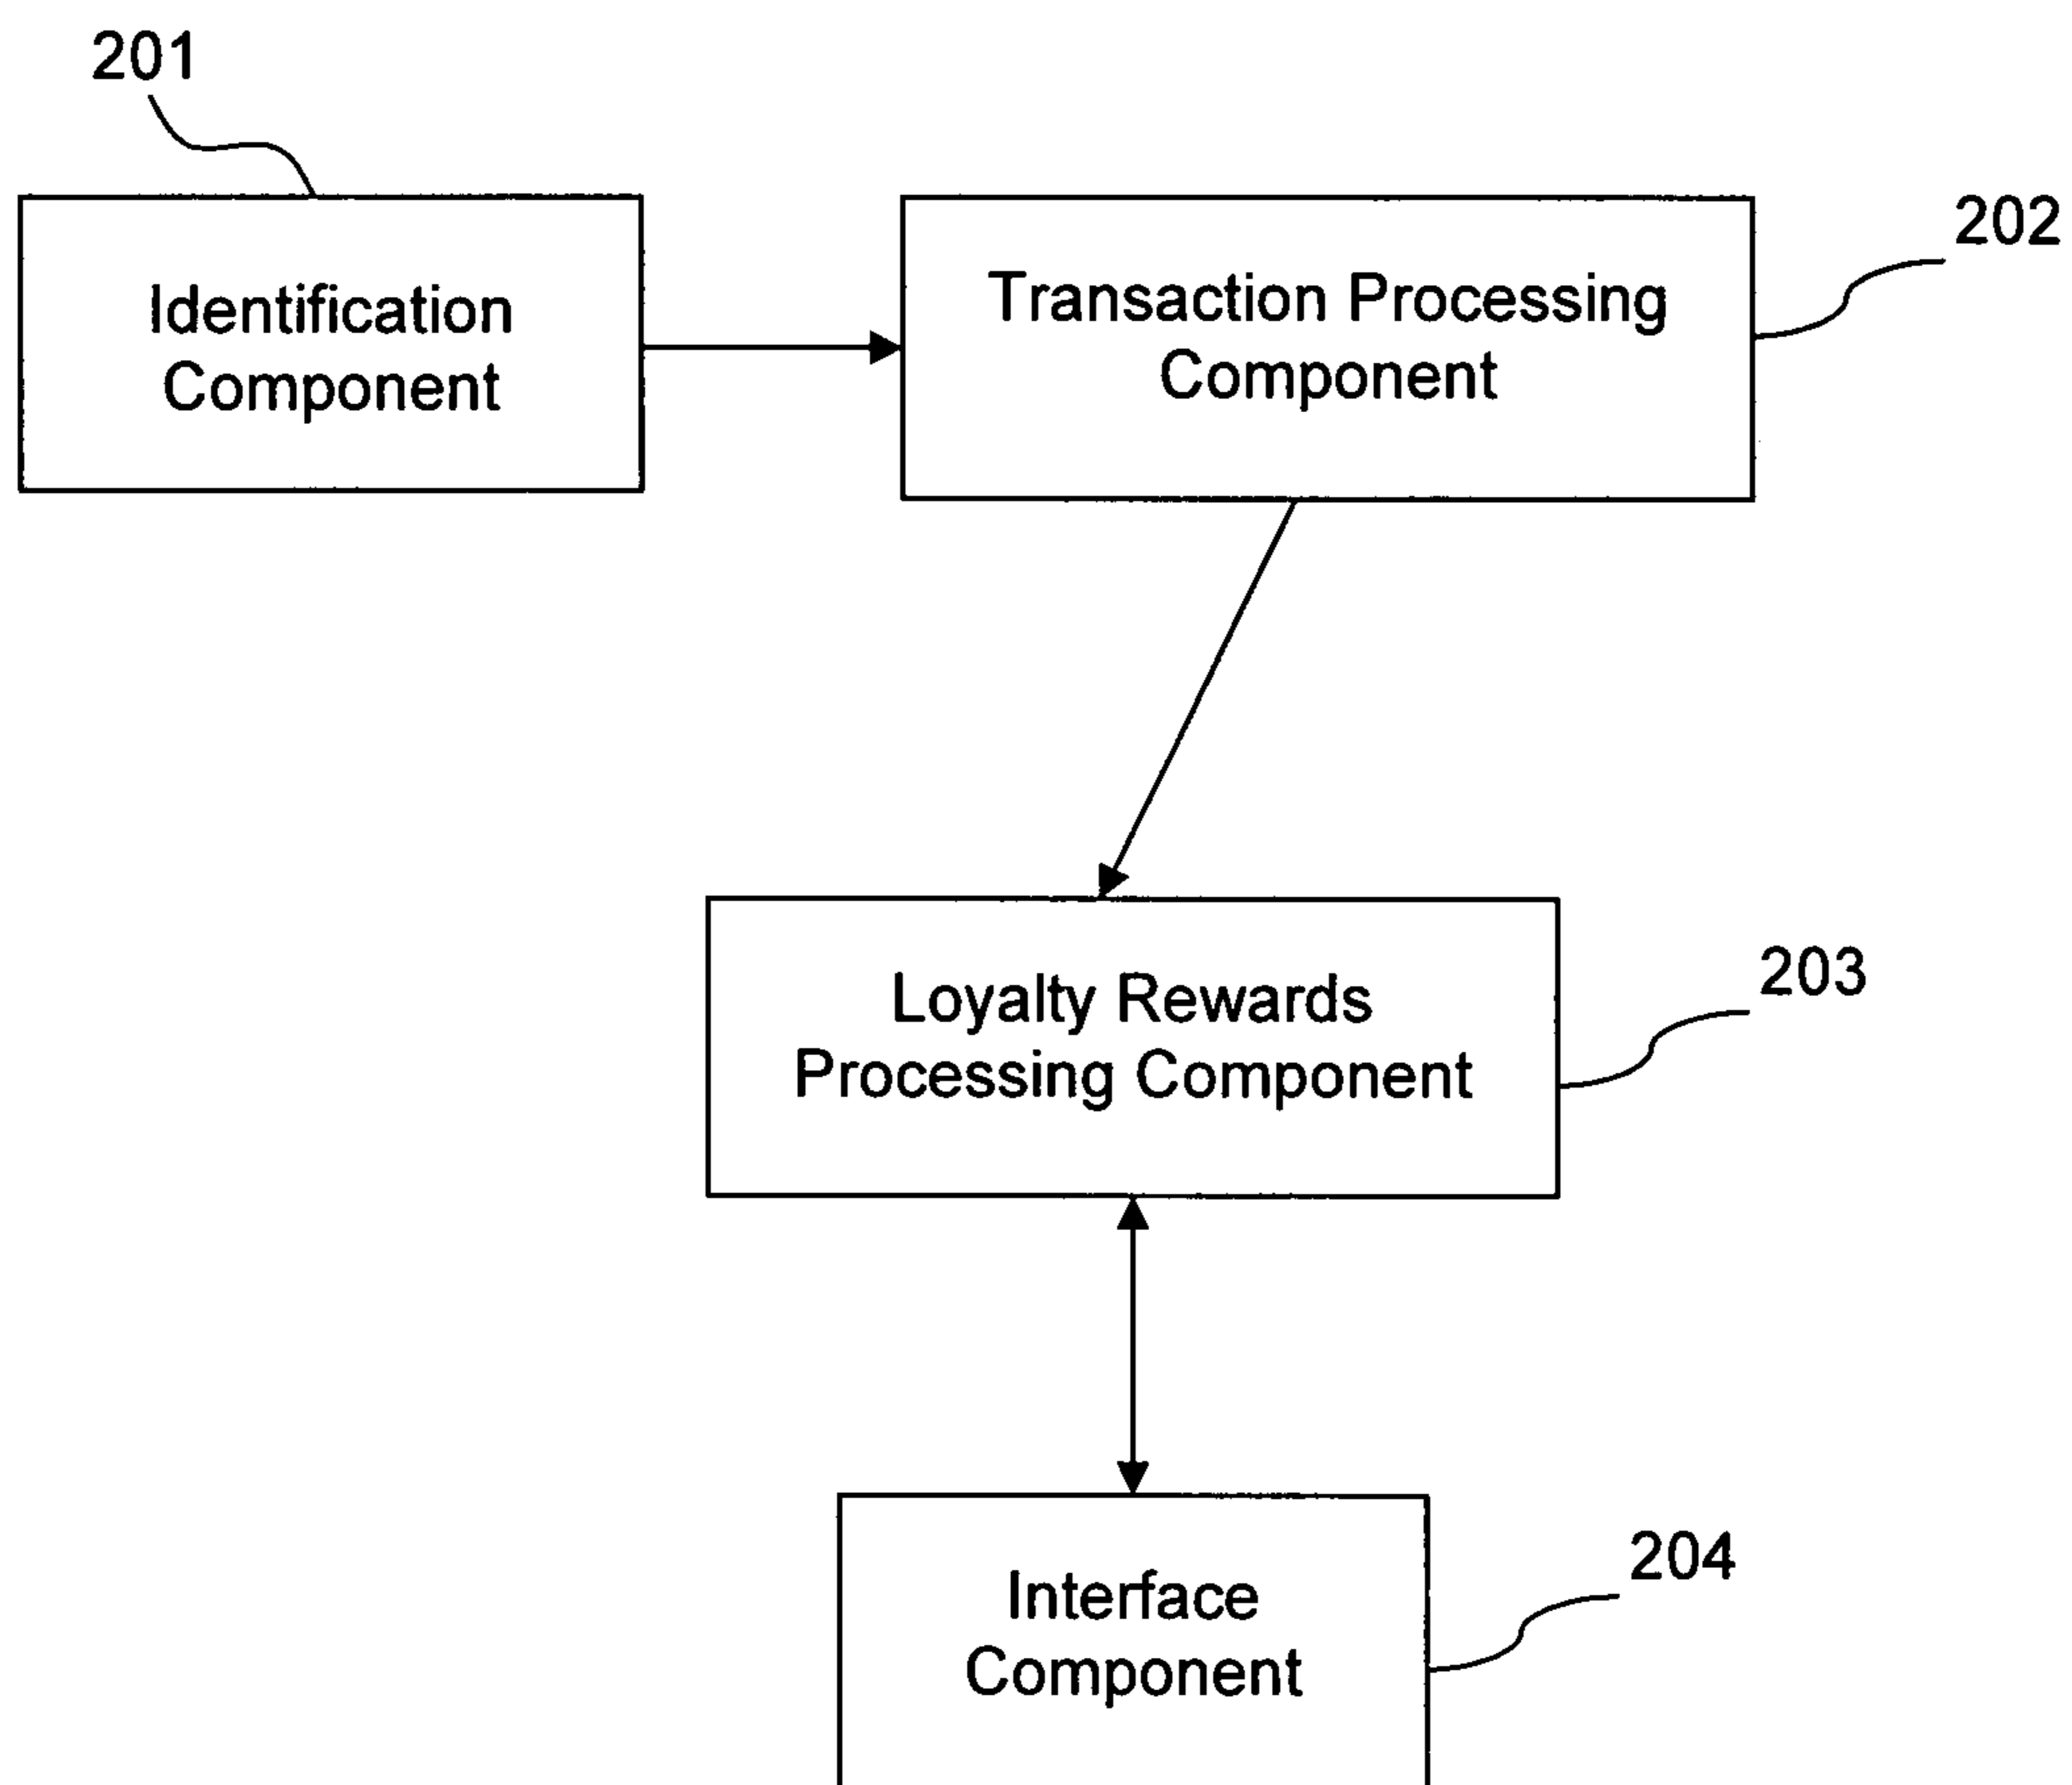 201
Identification
Component
202
Transaction Processing
Component
203
Loyalty Rewards
Processing Component
204
Interface
Component